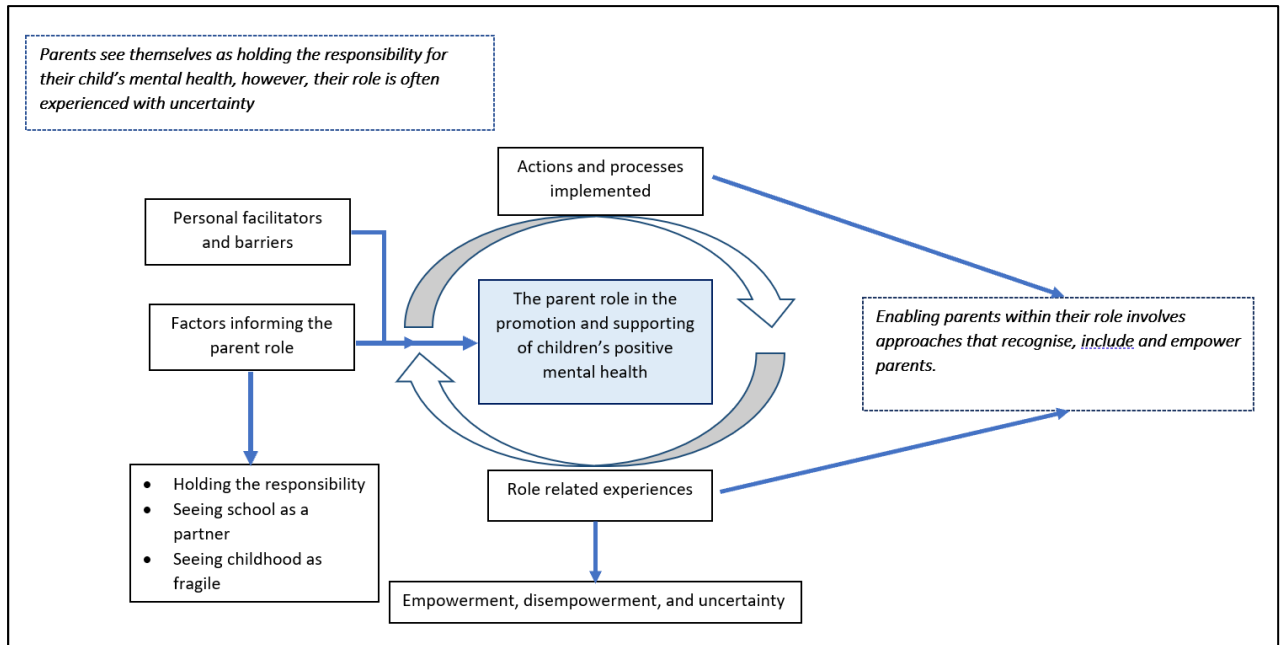 Parents see themselves as holding the responsibility for
their child’s mental health, however, their role is often
experienced with uncertainty
Actions and processes
implemented
Personal facilitators
and barriers
Factors informing the
parent role
The parent role in the
promotion and supporting
of children’s positive
mental health
Enabling parents within their role involves
approaches that recognise, include and empower
parents.
• Holding the responsibility
• Seeing school as a
partner
• Seeing childhood as
fragile
Role related experiences
Empowerment, disempowerment, and uncertainty